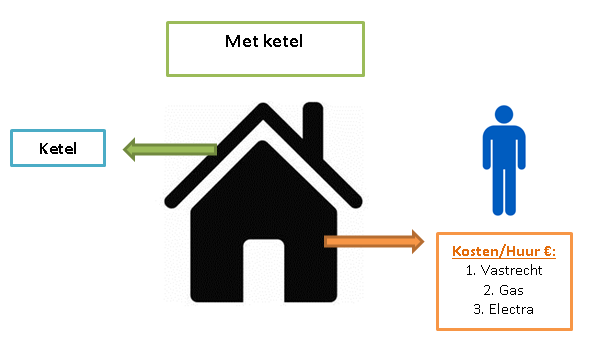 Met ketel
Ketel
Kosten/Huur €:
1. Vastrecht
2. Gas
3. Electra